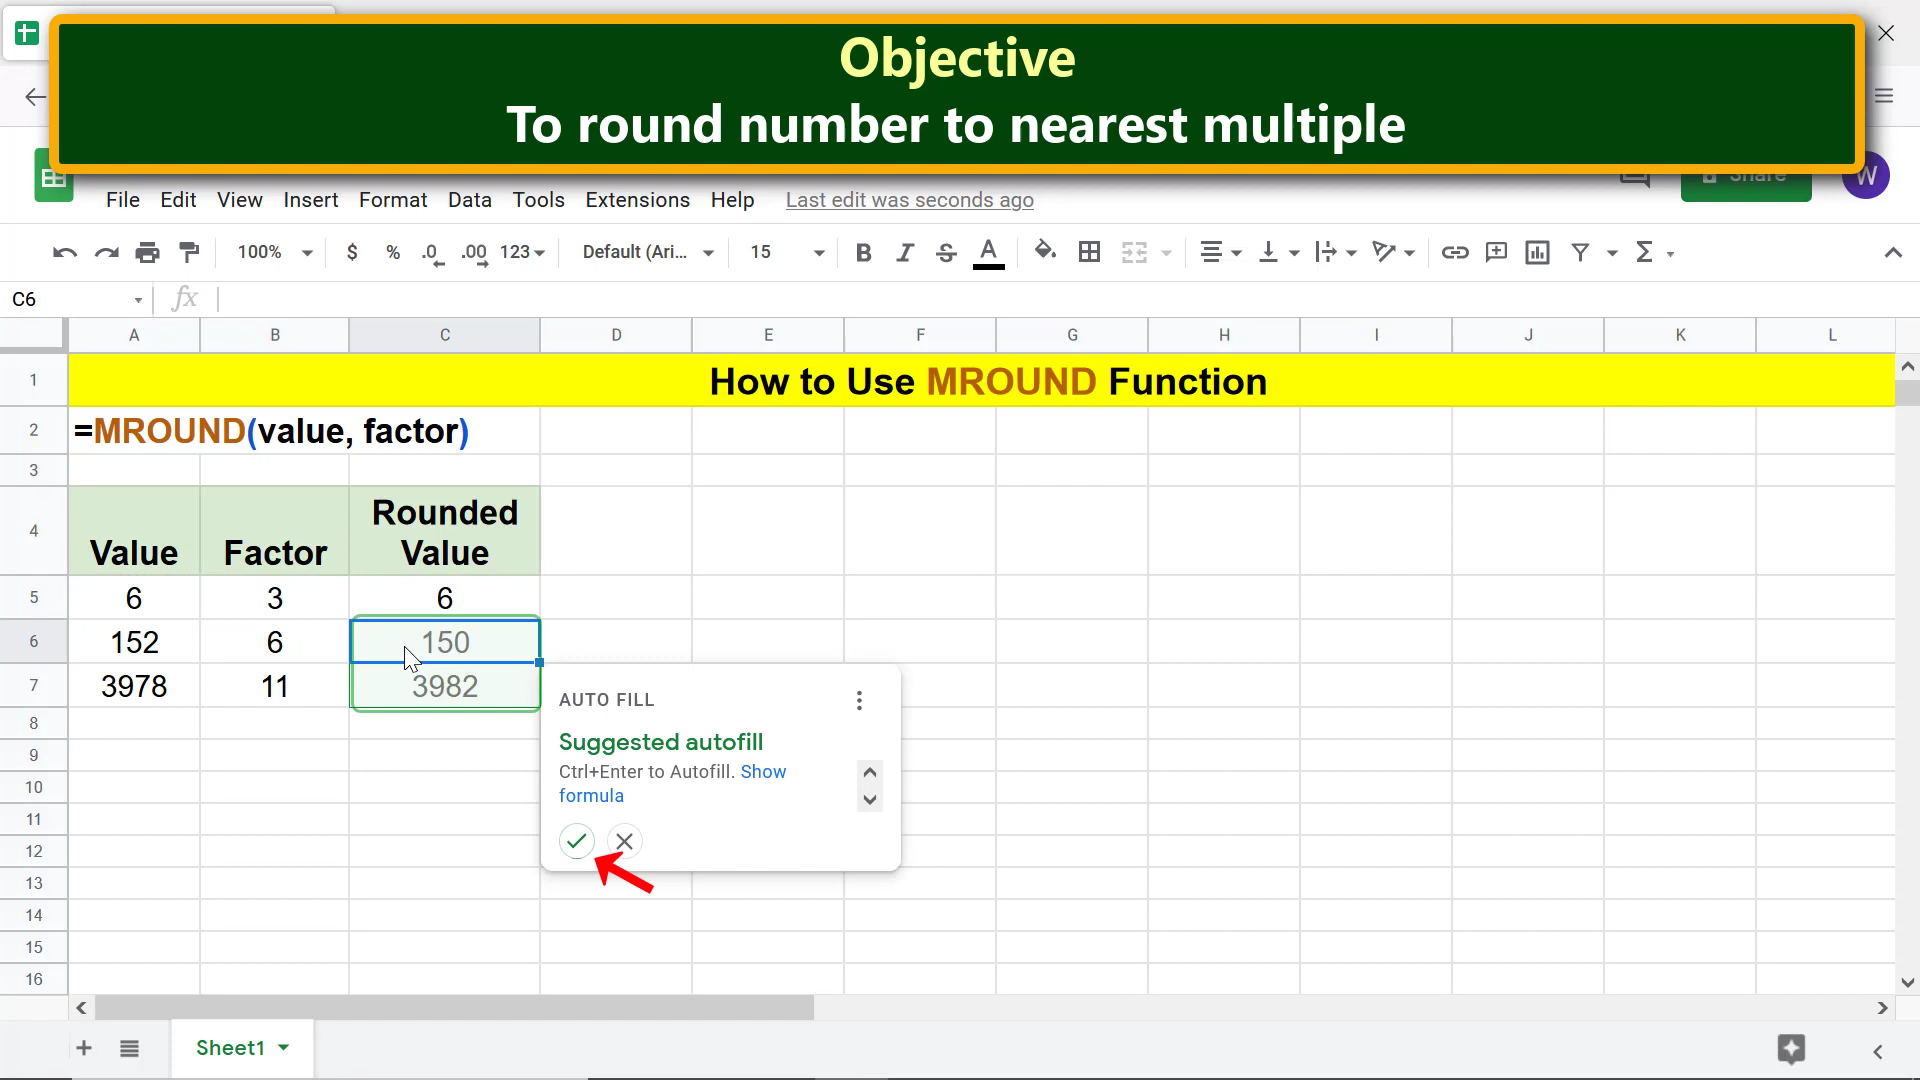 Objective
To round number to nearest multiple
Share
W
File Edit View Insert Format Data Tools Extensions Help Last edit was seconds ago
100% $ % .0 .00 123 Default (Ari... 15 B I S A
C6 fx
A B C D E F G H I J K L
1 How to Use MROUND Function
2 =MROUND(value, factor)
3
4 Value Factor Rounded Value
5 6 3 6
6 152 6 150
7 3978 11 3982
AUTO FILL
Suggested autofill
Ctrl+Enter to Autofill. Show
formula
8
9
10
11
12
13
14
15
16
Sheet1